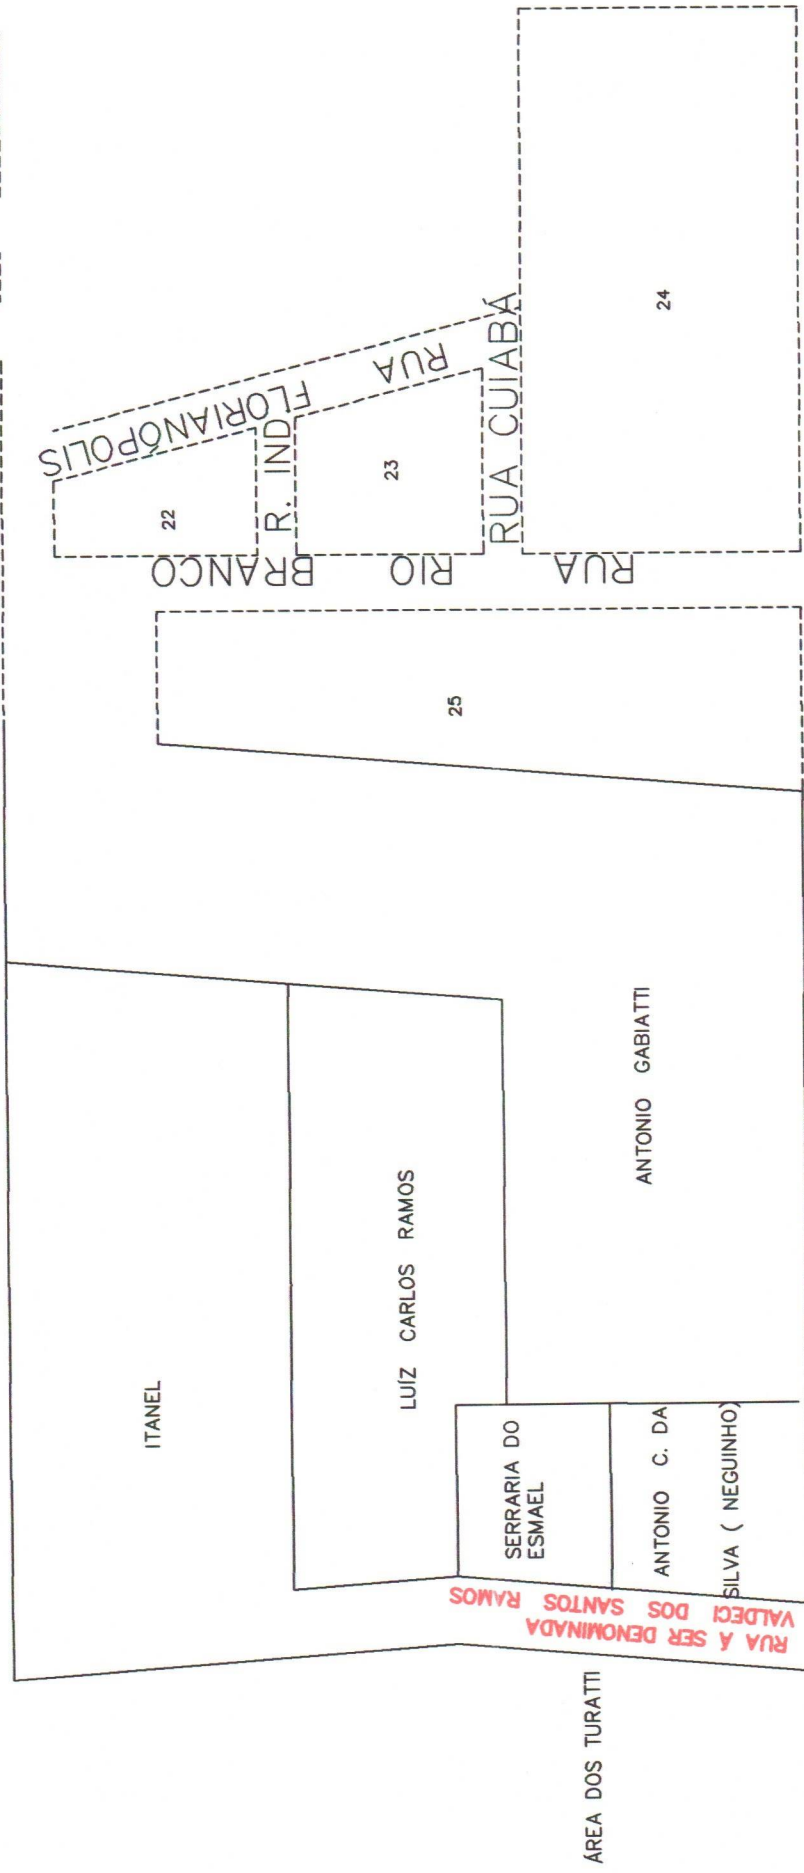 RUA FLORIANÓPOLIS
22
R. IND
23
RUA CUIABÁ
24
RUA RIO BRANCO
25
ITANEL
LUÍZ CARLOS RAMOS
ANTONIO GABIATTI
SERRARIA DO
ESMAEL
ANTONIO C. DA
SILVA ( NEGUINHO)
RUA A SER DENOMINADA
VALDECI DOS SANTOS RAMOS
ÁREA DOS TURATTI